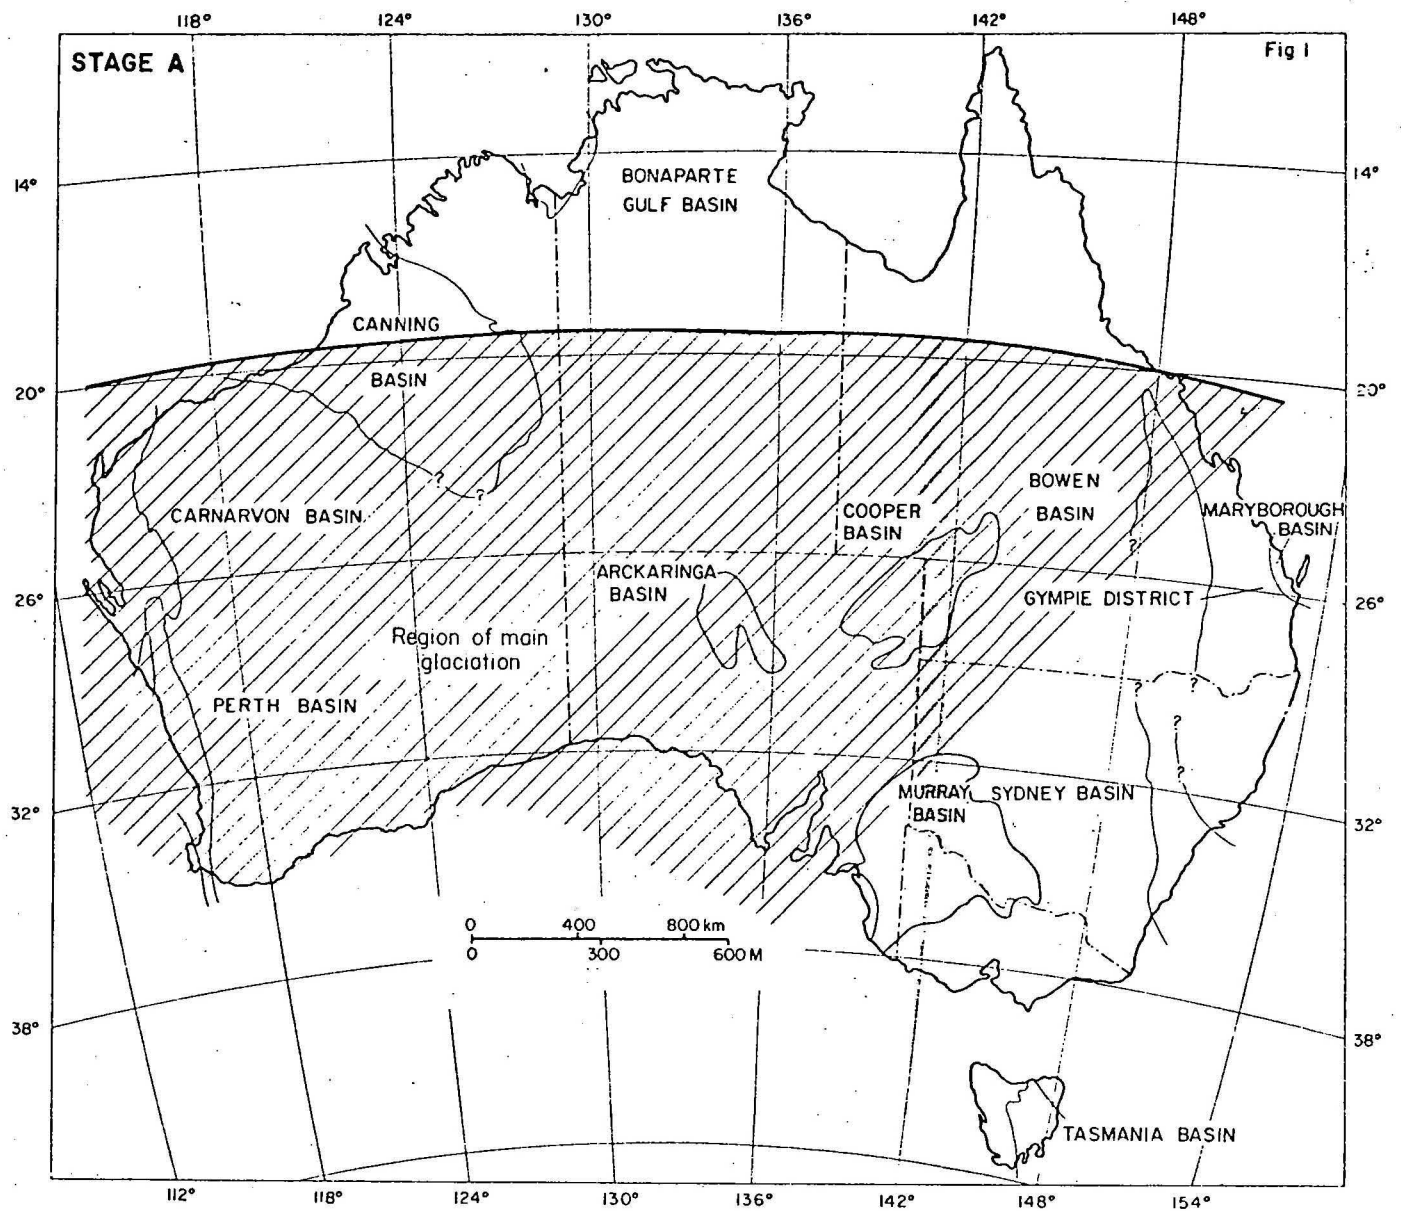 118°
124°
130°
136°
142°
148°
STAGE A
Fig 1
14°
14°
BONAPARTE
GULF BASIN
CANNING
BASIN
20°
20°
?
?
CARNARVON BASIN
COOPER
BASIN
BOWEN
BASIN
?
MARYBOROUGH
BASIN
ARCKARINGA
BASIN
GYMPIE DISTRICT
26°
26°
Region of main
glaciation
PERTH BASIN
?
?
?
?
MURRAY
BASIN
SYDNEY BASIN
32°
32°
0 400 800 km
0 300 600 M
38°
38°
TASMANIA BASIN
112°
118°
124°
130°
136°
142°
148°
154°